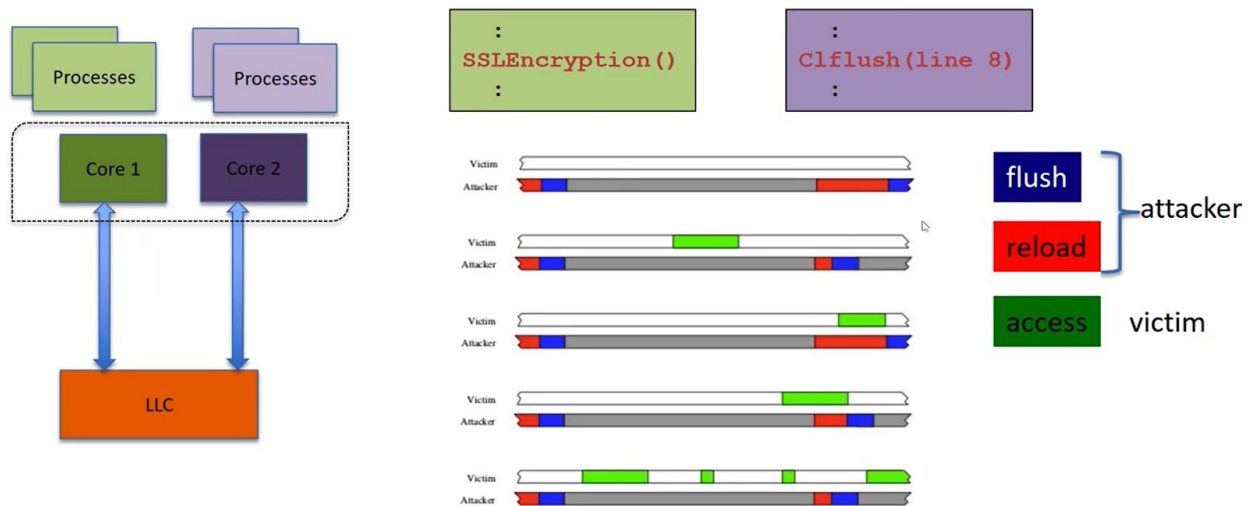 Processes
Processes
Core 1
Core 2
LLC
:
SSLEncryption()
:
:
Clflush(line 8)
:
Victim
Attacker
Victim
Attacker
Victim
Attacker
Victim
Attacker
Victim
Attacker
flush
reload
attacker
access
victim